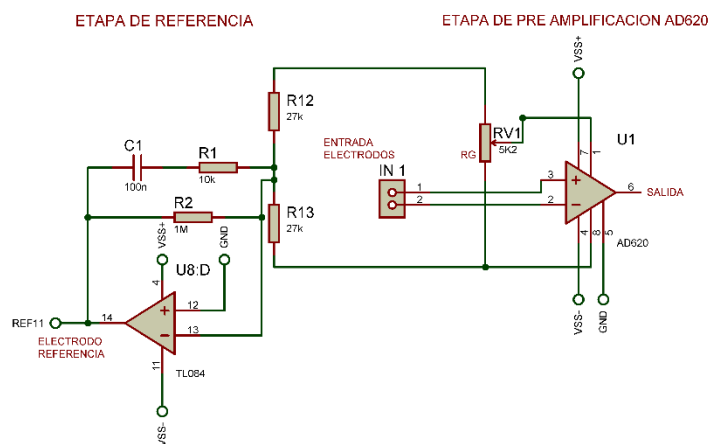 ETAPA DE REFERENCIA
ETAPA DE PRE AMPLIFICACION AD620
VSS+
R12
27k
RV1
5K2
RG
U1
C1
100n
R1
10k
ENTRADA
ELECTRODOS
IN 1
1
2
7
1
3
2
6
SALIDA
4
8
5
AD620
R2
1M
R13
27k
VSS+
GND
U8:D
4
12
13
14
REF11
ELECTRODO
REFERENCIA
11
TL084
VSS-
VSS-
GND